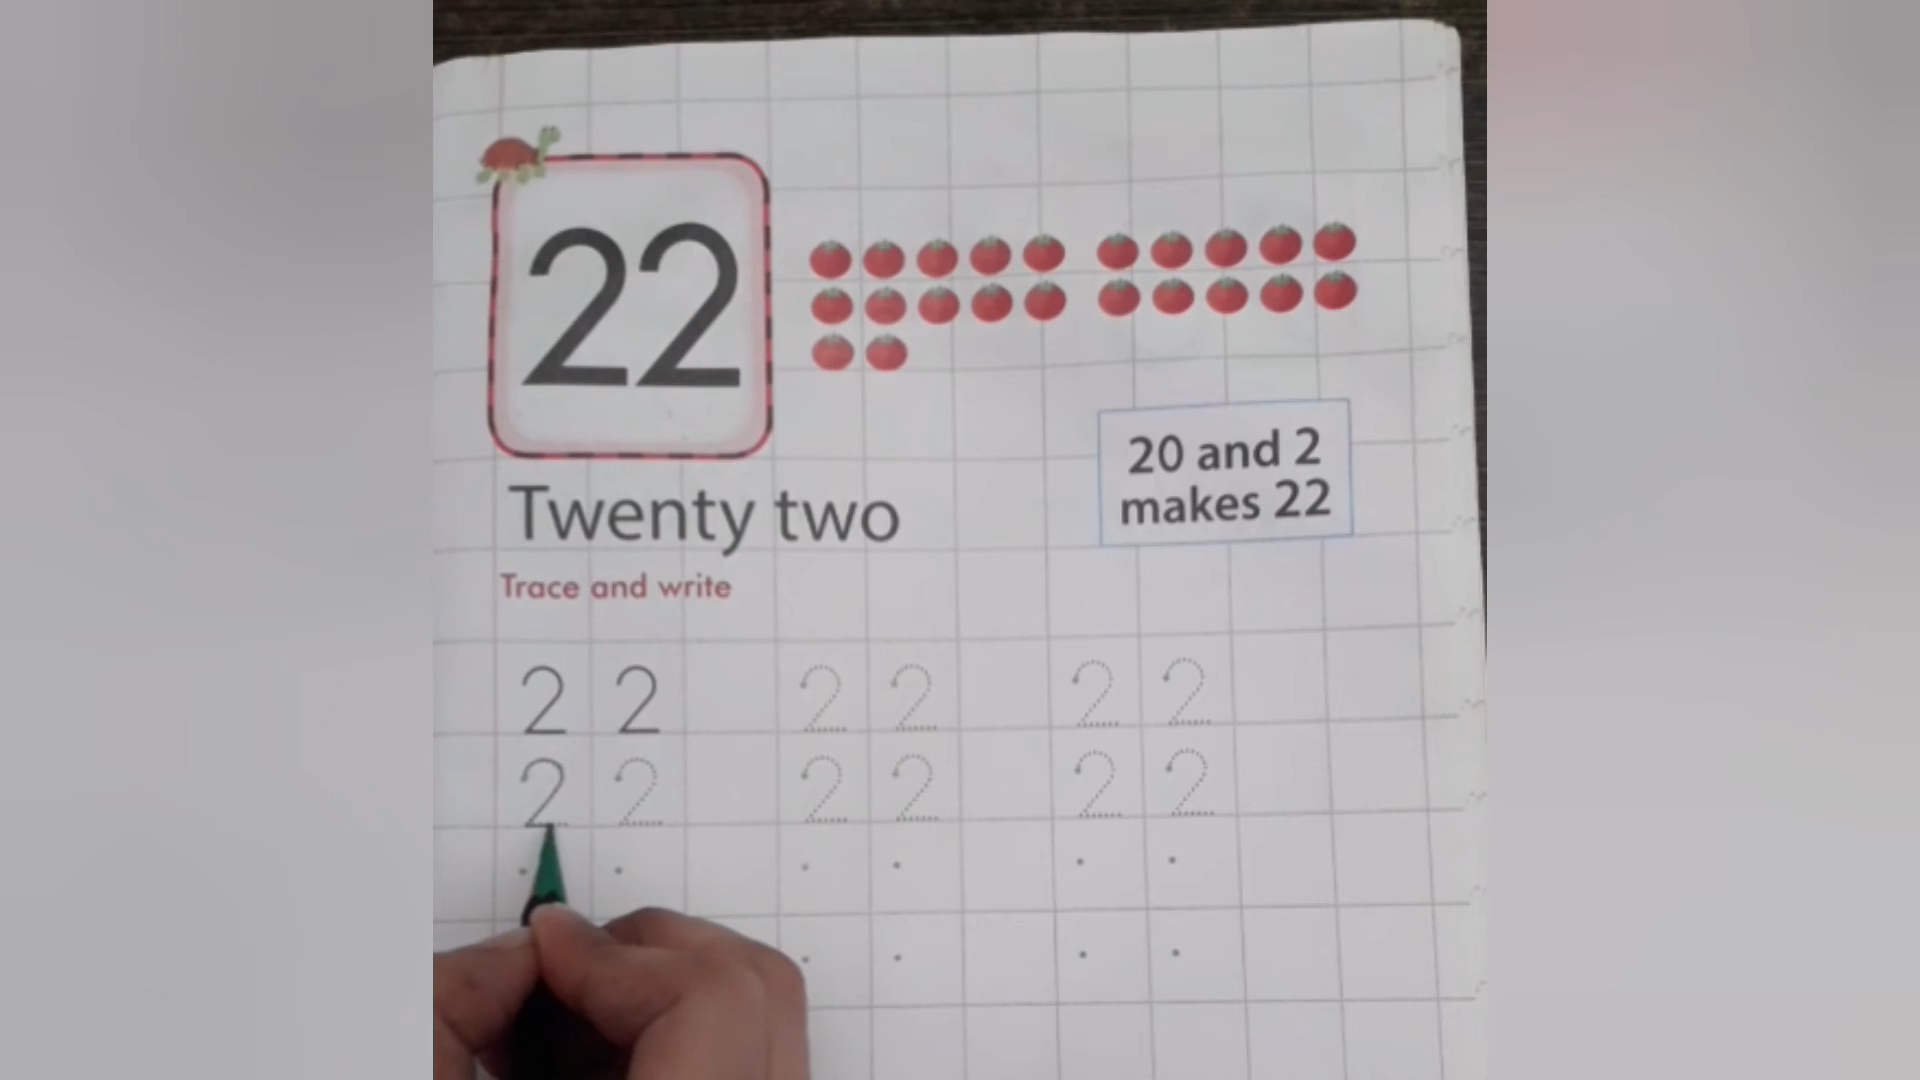 22
20 and 2
makes 22
Twenty two
Trace and write
2 2 2 2 2 2
2 2 2 2 2 2